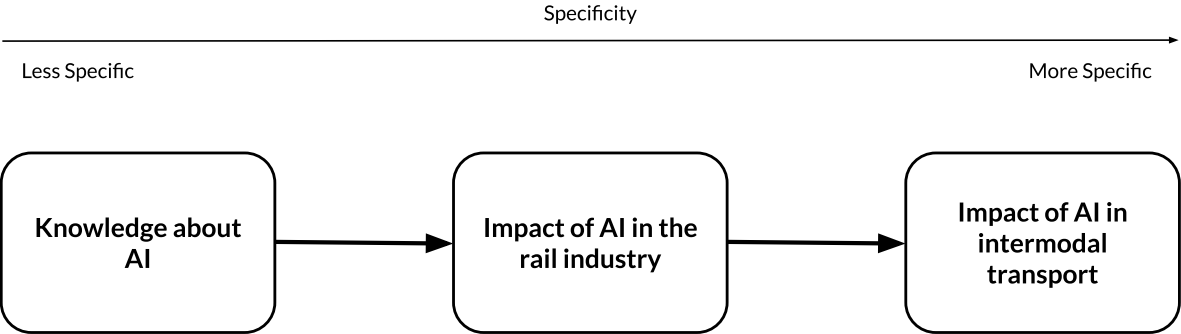 Specificity
Less Specific
More Specific
Knowledge about
AI
Impact of AI in the
rail industry
Impact of AI in
intermodal
transport